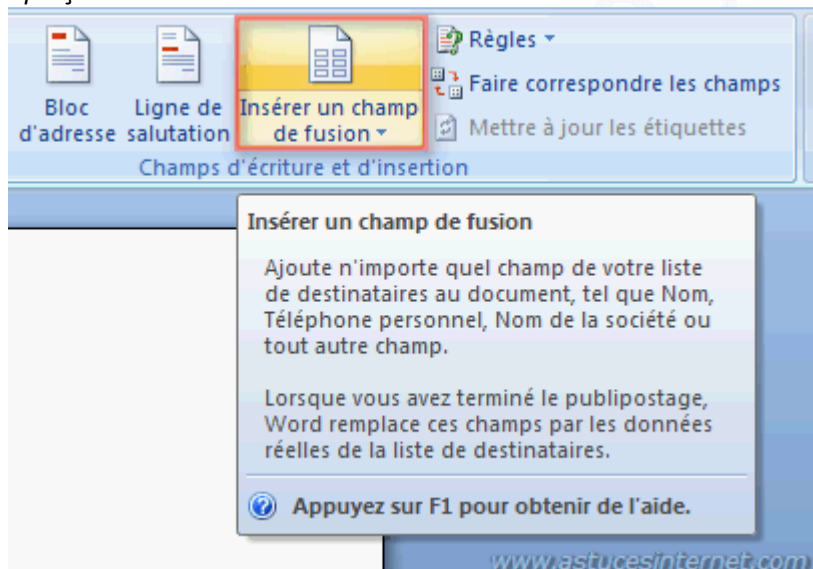 Règles
Faire correspondre les champs
Mettre à jour les étiquettes
Bloc
d'adresse
Ligne de
salutation
Insérer un champ
de fusion
Champs d'écriture et d'insertion
Insérer un champ de fusion
Ajoute n'importe quel champ de votre liste
de destinataires au document, tel que Nom,
Téléphone personnel, Nom de la société ou
tout autre champ.
Lorsque vous avez terminé le publipostage,
Word remplace ces champs par les données
réelles de la liste de destinataires.
Appuyez sur F1 pour obtenir de l'aide.
www.astucesinternet.com